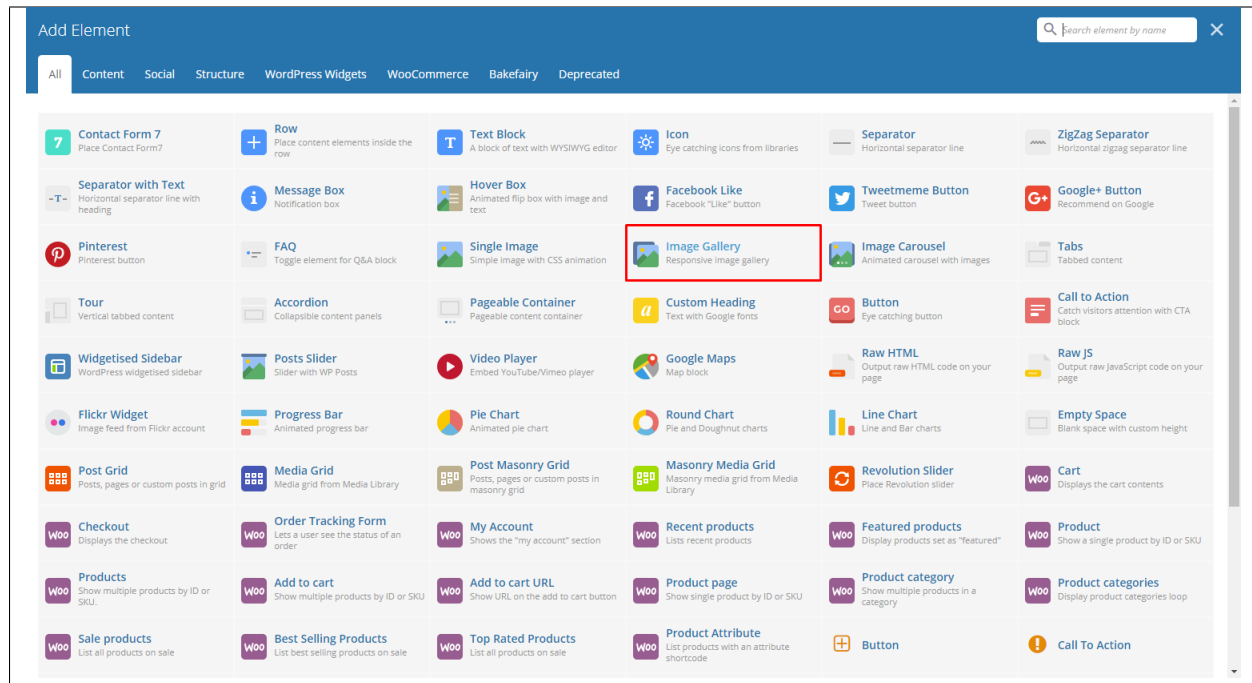 Add Element
Search element by name
All Content Social Structure WordPress Widgets WooCommerce Bakefairy Deprecated
7
Contact Form 7
Place Contact Form7
Row
Place content elements inside the
row
T
Text Block
A block of text with WYSIWYG editor
Icon
Eye catching icons from libraries
Separator
Horizontal separator line
ZigZag Separator
Horizontal zigzag separator line
-T-
Separator with Text
Horizontal separator line with
heading
i
Message Box
Notification box
Hover Box
Animated flip box with image and
text
f
Facebook Like
Facebook "Like" button
Tweetmeme Button
Tweet button
G+
Google+ Button
Recommend on Google
Pinterest
Pinterest button
FAQ
Toggle element for Q&A block
Single Image
Simple image with CSS animation
Image Gallery
Responsive image gallery
Image Carousel
Animated carousel with images
Tabs
Tabbed content
Tour
Vertical tabbed content
Accordion
Collapsible content panels
Pageable Container
Pageable content container
a
Custom Heading
Text with Google fonts
GO
Button
Eye catching button
Call to Action
Catch visitors attention with CTA
block
Widgetised Sidebar
WordPress widgetised sidebar
Posts Slider
Slider with WP Posts
Video Player
Embed YouTube/Vimeo player
Google Maps
Map block
Raw HTML
Output raw HTML code on your
page
Raw JS
Output raw JavaScript code on your
page
Flickr Widget
Image feed from Flickr account
Progress Bar
Animated progress bar
Pie Chart
Animated pie chart
Round Chart
Pie and Doughnut charts
Line Chart
Line and Bar charts
Empty Space
Blank space with custom height
Post Grid
Posts, pages or custom posts in grid
Media Grid
Media grid from Media Library
Post Masonry Grid
Posts, pages or custom posts in
masonry grid
Masonry Media Grid
Masonry media grid from Media
Library
Revolution Slider
Place Revolution slider
Woo
Cart
Displays the cart contents
Woo
Checkout
Displays the checkout
Woo
Order Tracking Form
Lets a user see the status of an
order
Woo
My Account
Shows the "my account" section
Woo
Recent products
Lists recent products
Woo
Featured products
Display products set as "featured"
Woo
Product
Show a single product by ID or SKU
Woo
Products
Show multiple products by ID or
SKU.
Woo
Add to cart
Show multiple products by ID or SKU
Woo
Add to cart URL
Show URL on the add to cart button
Woo
Product page
Show single product by ID or SKU
Woo
Product category
Show multiple products in a
category
Woo
Product categories
Display product categories loop
Woo
Sale products
List all products on sale
Woo
Best Selling Products
List best selling products on sale
Woo
Top Rated Products
List all products on sale
Woo
Product Attribute
List products with an attribute
shortcode
Button
Call To Action